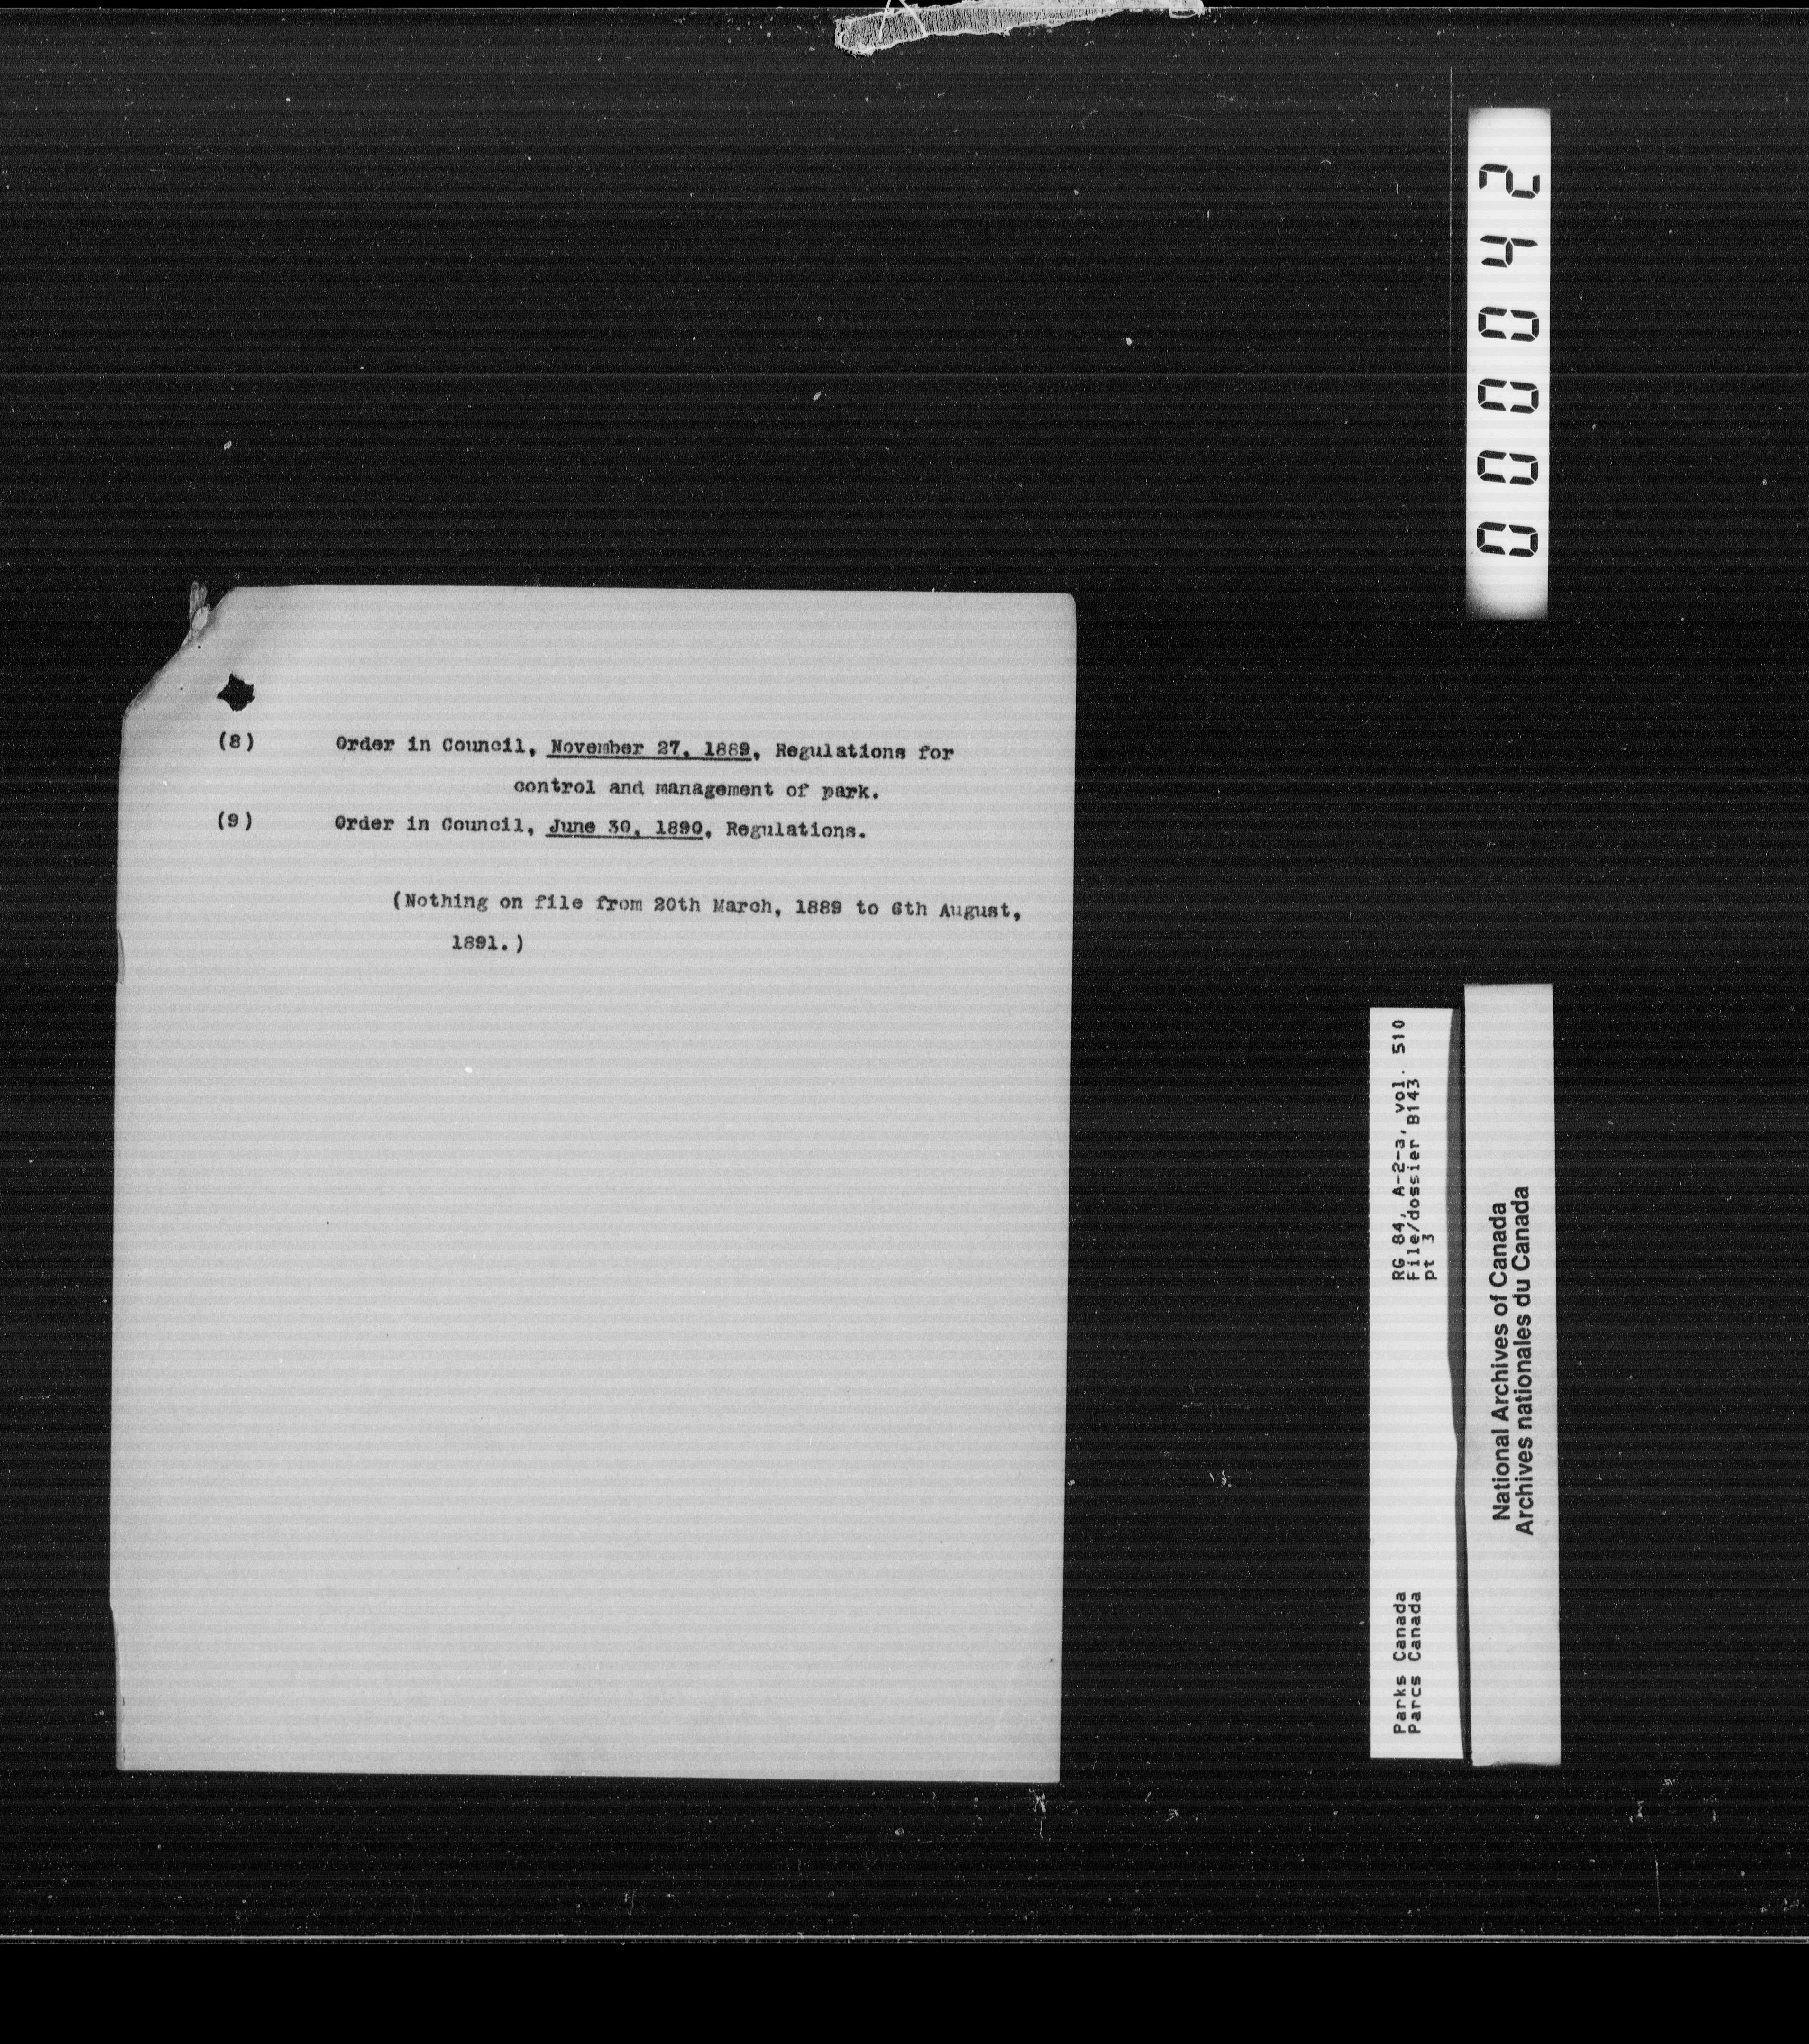 (8) Order in Council, November 27, 1889, Regulations for
control and management of park.
(9) Order in Council, June 30, 1890, Regulations.
(Nothing on file from 20th March, 1889 to 6th August,
1891.)
000042
RG 84, A-2-a, vol. 510
File/dossier B143
pt 3
Parks Canada
Parcs Canada
National Archives of Canada
Archives nationales du Canada